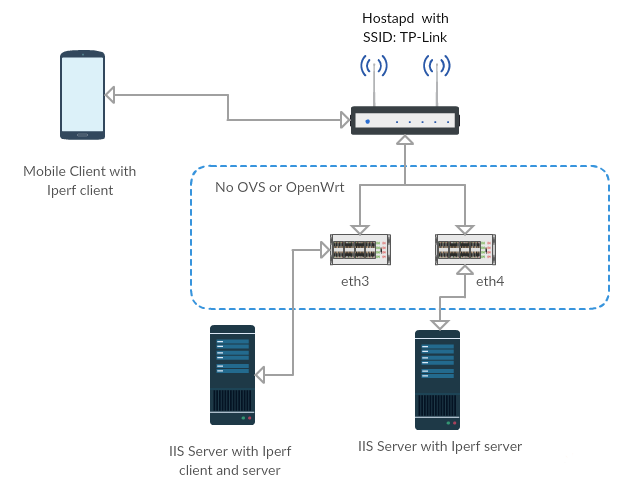 Hostapd with
SSID: TP-Link
Mobile Client with
Iperf client
No OVS or OpenWrt
eth3
eth4
IIS Server with Iperf
client and server
IIS Server with Iperf server